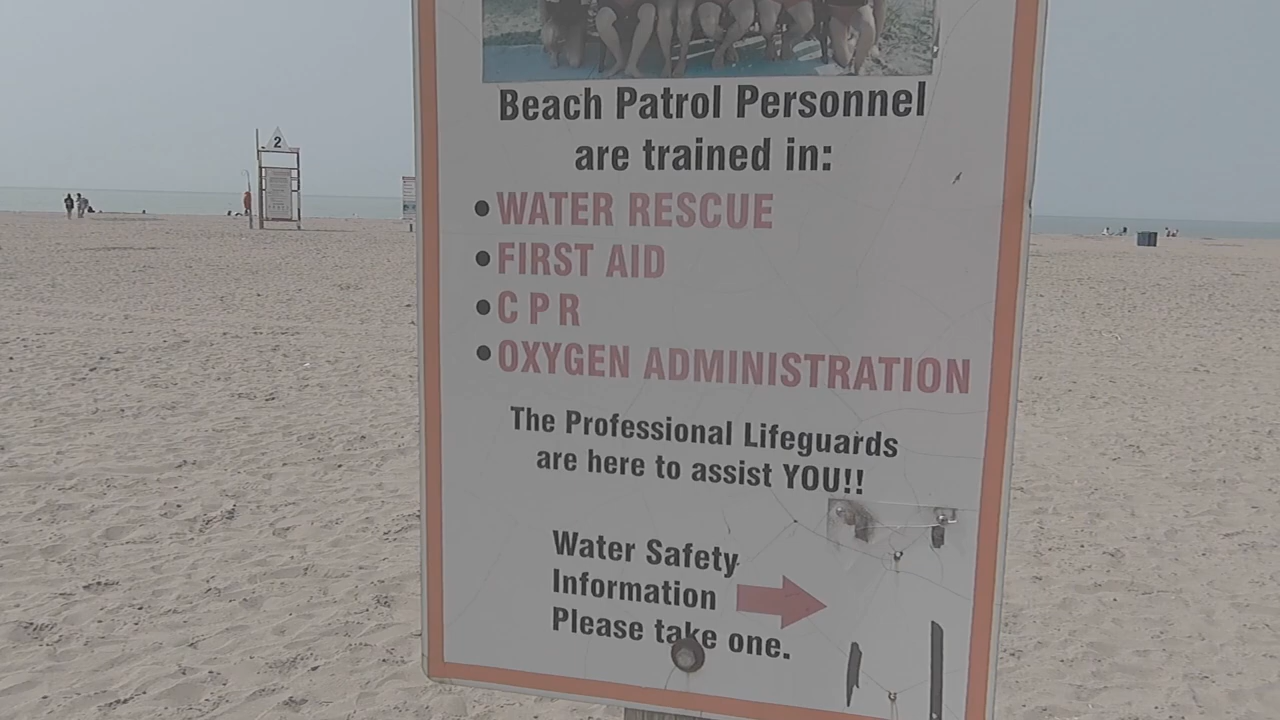 Beach Patrol Personnel
are trained in:
• WATER RESCUE
• FIRST AID
• C P R
• OXYGEN ADMINISTRATION
The Professional Lifeguards
are here to assist YOU!!
Water Safety
Information
Please take one.
2